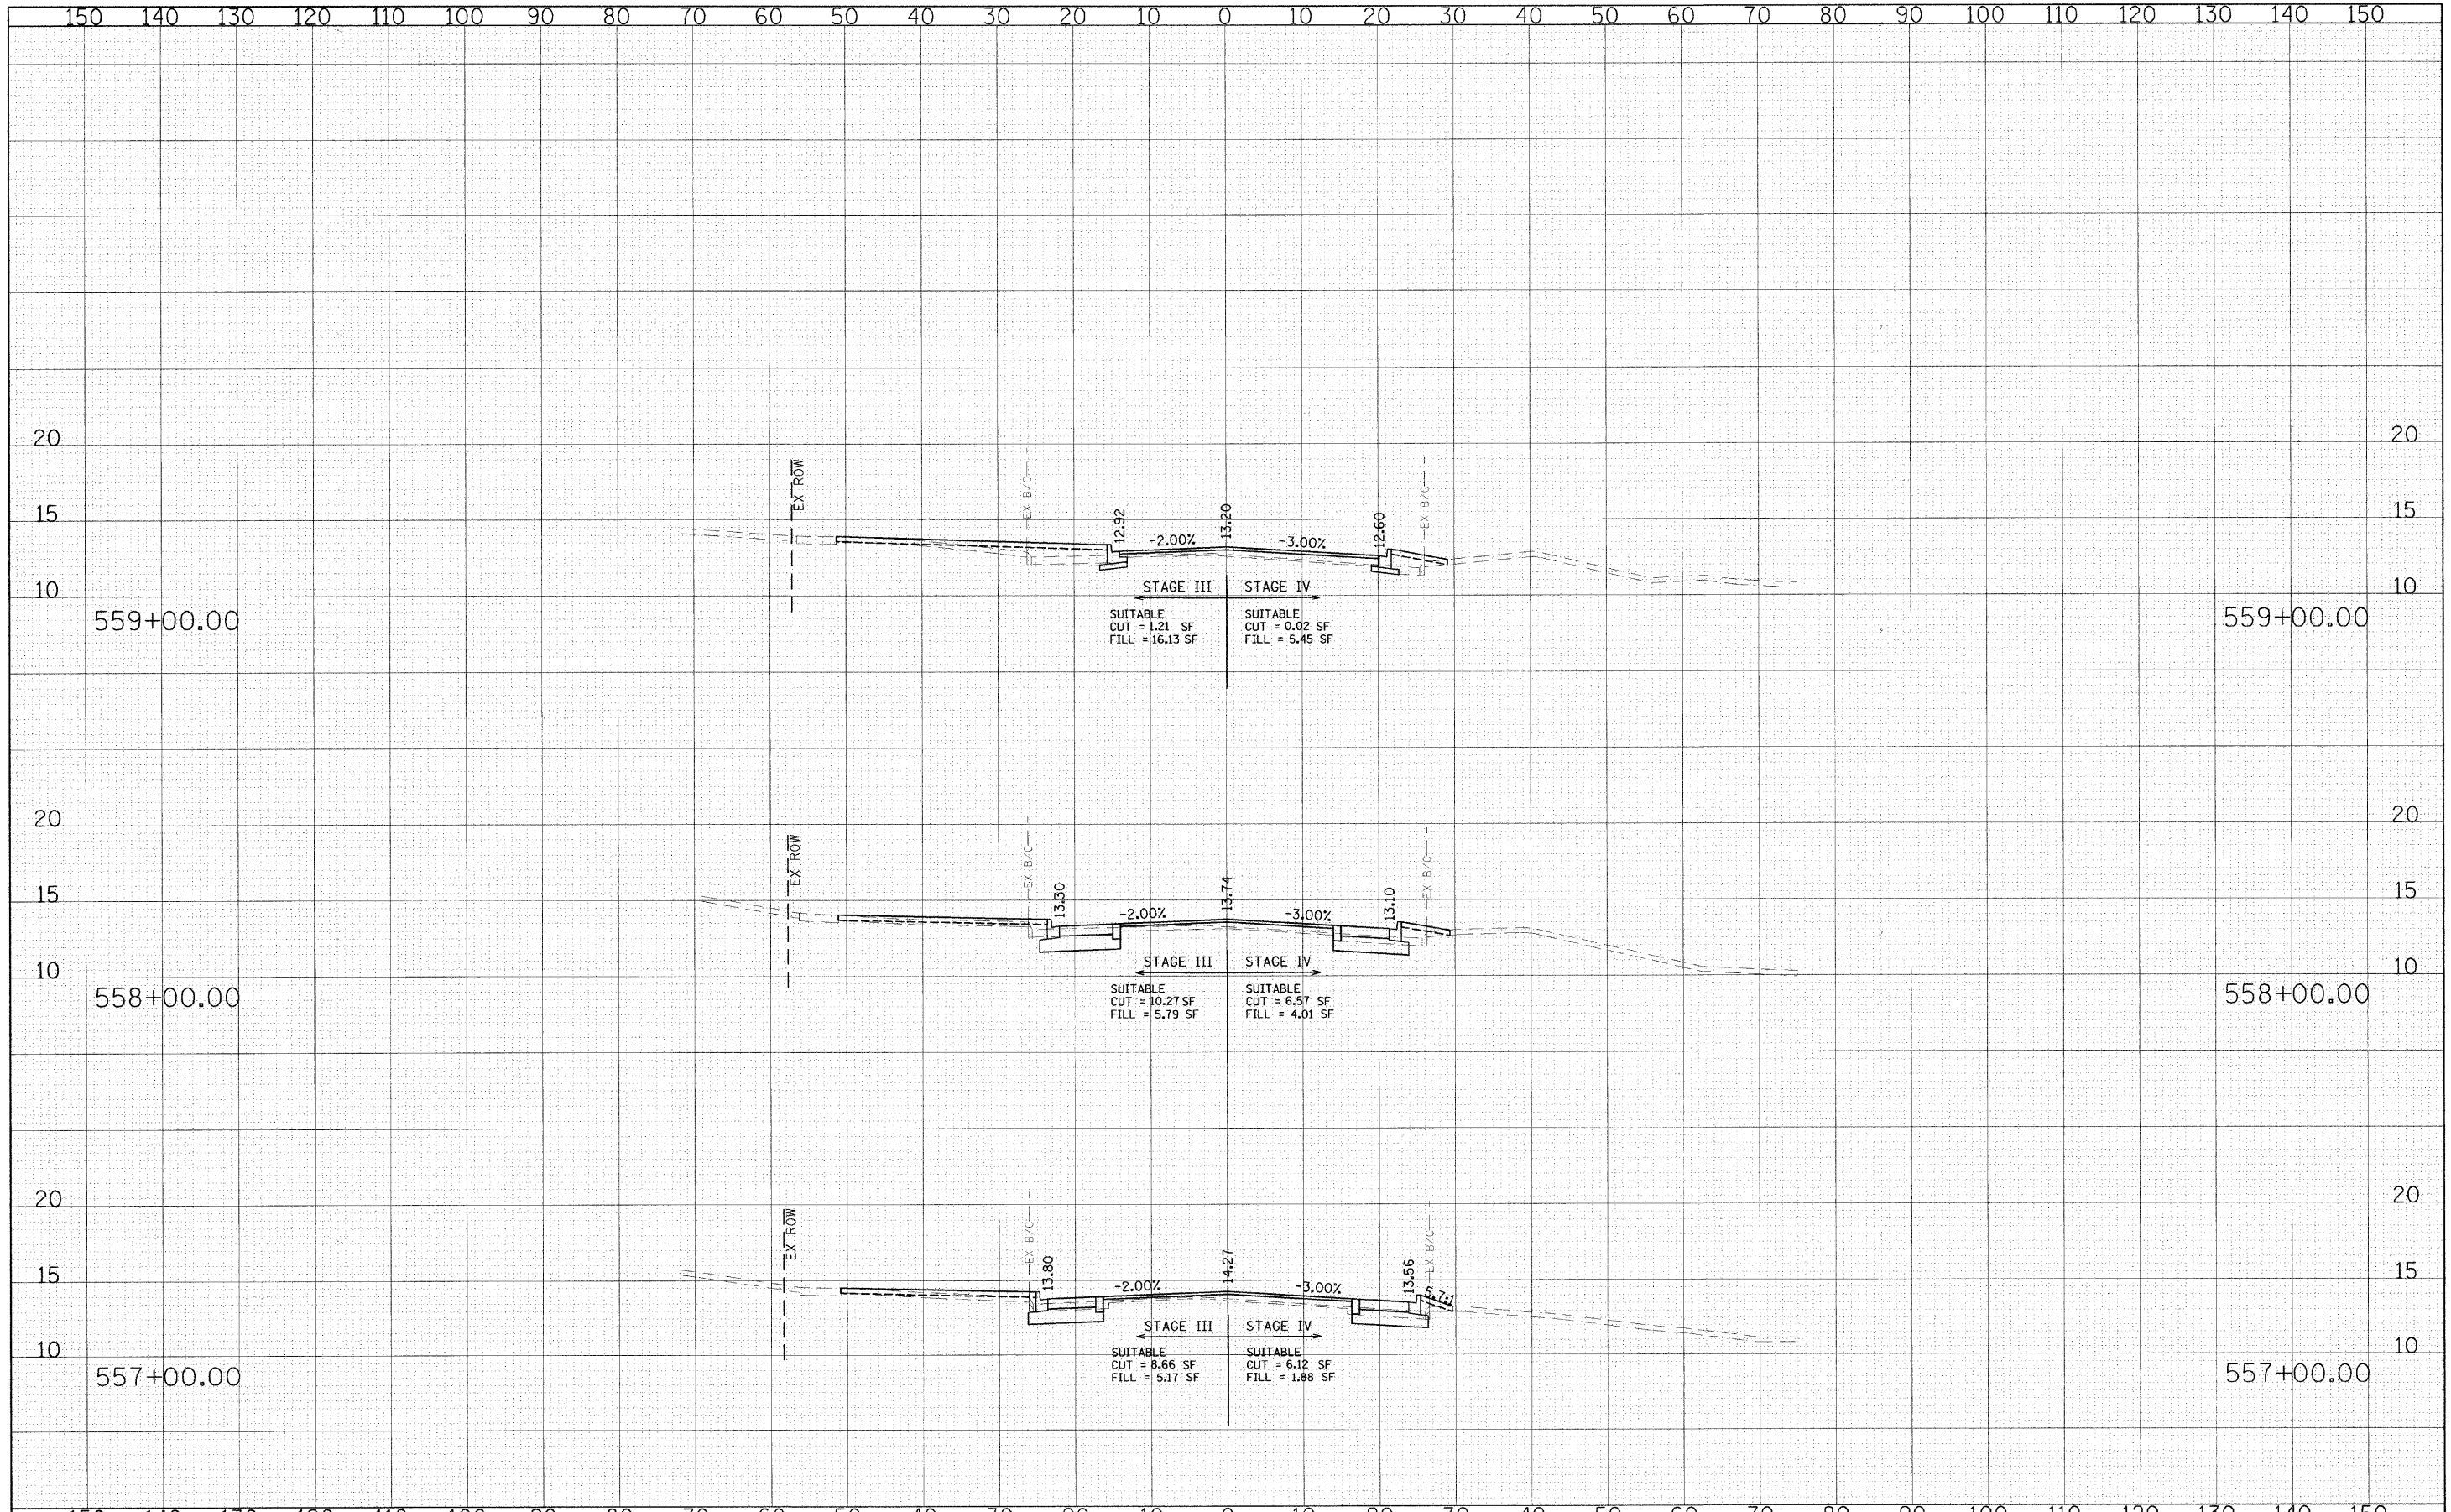 150 140 130 120 110 100 90 80 70 60 50 40 30 20 10 0 10 20 30 40 50 60 70 80 90 100 110 120 130 140 150
20 20
EX ROW
EX B/C
12.92
-2.00%
13.20
-3.00%
12.60
EX B/C
15 15
10 10
STAGE III STAGE IV
559+00.00 559+00.00
SUITABLE
CUT = 1.21 SF
FILL = 16.13 SF
SUITABLE
CUT = 0.02 SF
FILL = 5.45 SF
20 20
EX ROW
EX B/C
13.30
-2.00%
13.74
-3.00%
13.10
EX B/C
15 15
10 10
STAGE III STAGE IV
558+00.00 558+00.00
SUITABLE
CUT = 10.27 SF
FILL = 5.79 SF
SUITABLE
CUT = 6.57 SF
FILL = 4.01 SF
20 20
EX ROW
EX B/C
13.80
-2.00%
14.27
-3.00%
13.56
EX B/C
5.7:1
15 15
10 10
STAGE III STAGE IV
557+00.00 557+00.00
SUITABLE
CUT = 8.66 SF
FILL = 5.17 SF
SUITABLE
CUT = 6.12 SF
FILL = 1.88 SF